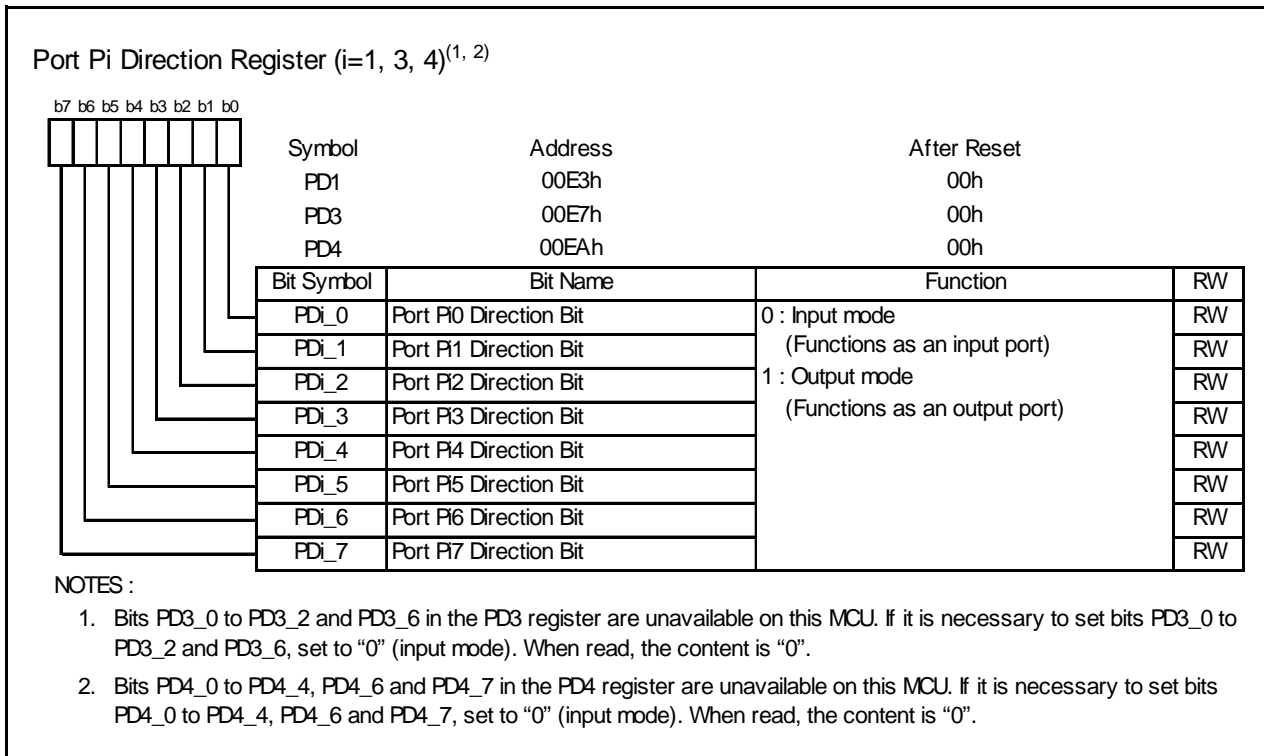 Port Pi Direction Register (i=1, 3, 4)(1, 2)
b7 b6 b5 b4 b3 b2 b1 b0
Symbol Address After Reset
PD1 00E3h 00h
PD3 00E7h 00h
PD4 00EAh 00h
Bit Symbol Bit Name Function RW
PDi_0 Port Pi0 Direction Bit 0 : Input mode RW
PDi_1 Port Pi1 Direction Bit (Functions as an input port) RW
PDi_2 Port Pi2 Direction Bit 1 : Output mode RW
PDi_3 Port Pi3 Direction Bit (Functions as an output port) RW
PDi_4 Port Pi4 Direction Bit RW
PDi_5 Port Pi5 Direction Bit RW
PDi_6 Port Pi6 Direction Bit RW
PDi_7 Port Pi7 Direction Bit RW
NOTES :
1. Bits PD3_0 to PD3_2 and PD3_6 in the PD3 register are unavailable on this MCU. If it is necessary to set bits PD3_0 to
PD3_2 and PD3_6, set to “0” (input mode). When read, the content is “0”.
2. Bits PD4_0 to PD4_4, PD4_6 and PD4_7 in the PD4 register are unavailable on this MCU. If it is necessary to set bits
PD4_0 to PD4_4, PD4_6 and PD4_7, set to “0” (input mode). When read, the content is “0”.